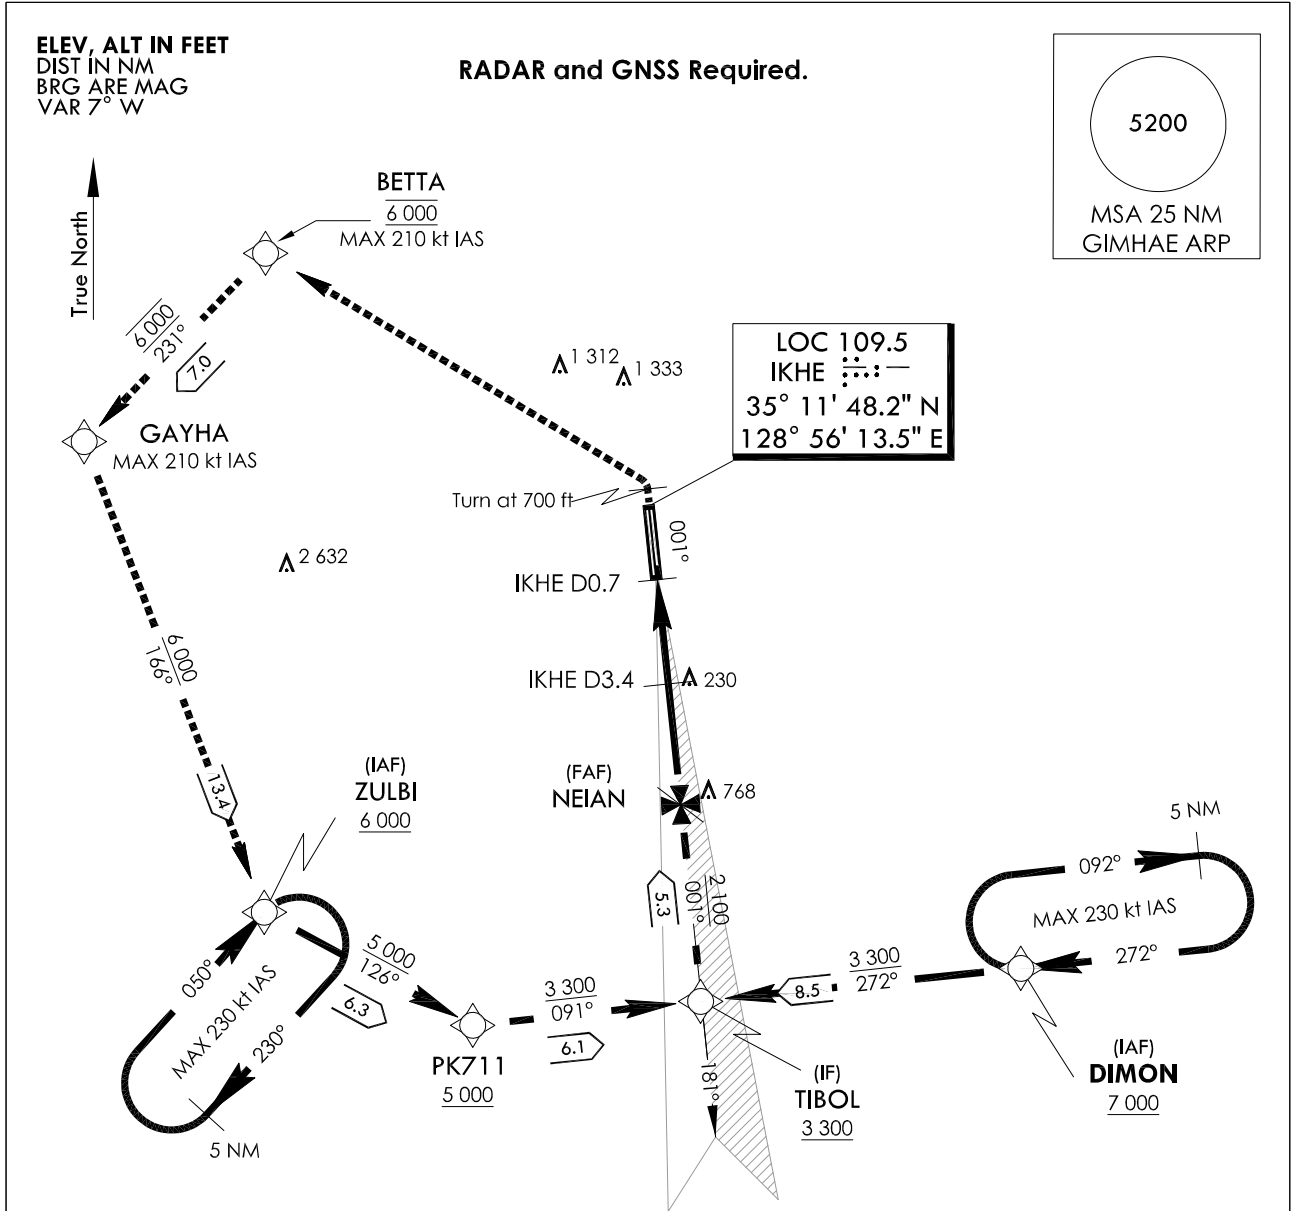 ELEV, ALT IN FEET
DIST IN NM
BRG ARE MAG
VAR 7° W
RADAR and GNSS Required.
5200
MSA 25 NM
GIMHAE ARP
True North
BETTA
6 000
MAX 210 kt IAS
6 000
231°
7.0
GAYHA
MAX 210 kt IAS
1 312
1 333
LOC 109.5
IKHE
35° 11' 48.2" N
128° 56' 13.5" E
Turn at 700 ft
001°
2 632
IKHE D0.7
IKHE D3.4
230
6 000
166°
13.4
(IAF)
ZULBI
6 000
(FAF)
NEIAN
768
5 NM
092°
MAX 230 kt IAS
272°
2 100
001°
5.3
050°
MAX 230 kt IAS
230°
5 NM
5 000
126°
6.3
PK711
5 000
3 300
091°
6.1
3 300
272°
8.5
181°
(IF)
TIBOL
3 300
(IAF)
DIMON
7 000